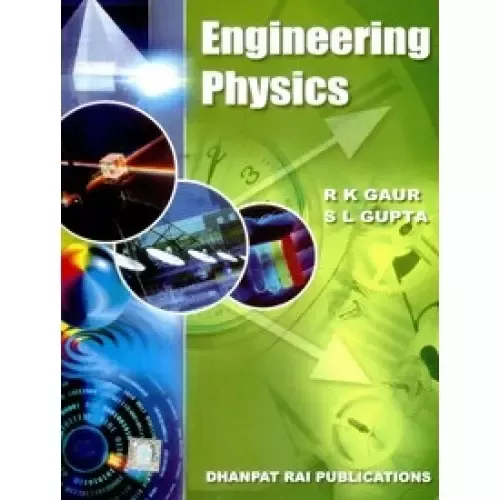 Engineering
Physics
R K GAUR
S L GUPTA
DHANPAT RAI PUBLICATIONS